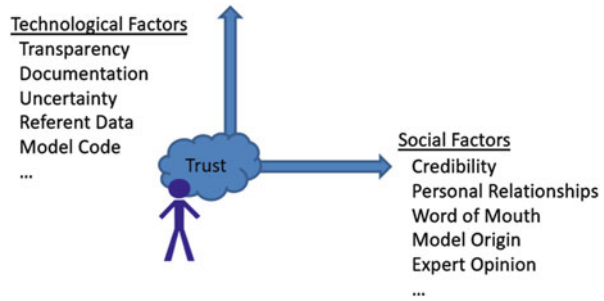 Technological Factors
Transparency
Documentation
Uncertainty
Referent Data
Model Code
...
Trust
Social Factors
Credibility
Personal Relationships
Word of Mouth
Model Origin
Expert Opinion
...